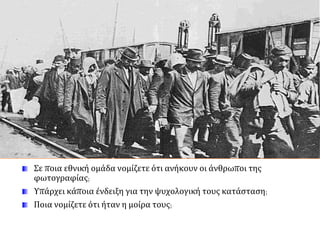 Σε ποια εθνική ομάδα νομίζετε ότι ανήκουν οι άνθρωποι της
φωτογραφίας;
Υπάρχει κάποια ένδειξη για την ψυχολογική τους κατάσταση;
Ποια νομίζετε ότι ήταν η μοίρα τους;